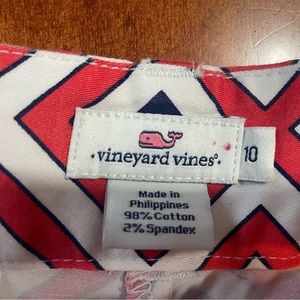 ·vineyard vines®
10
Made in
Philippines
98% Cotton
2% Spandex